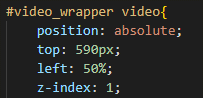 #video_wrapper video{
position: absolute;
top: 590px;
left: 50%;
z-index: 1;